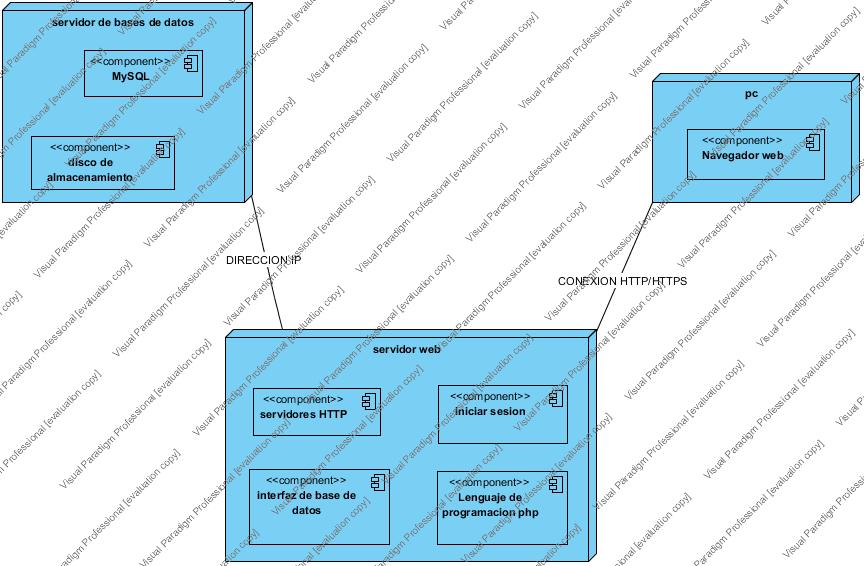 servidor de bases de datos
<<component>>
MySQL
<<component>>
disco de
almacenamiento
pc
<<component>>
Navegador web
DIRECCION IP
CONEXION HTTP/HTTPS
servidor web
<<component>>
servidores HTTP
<<component>>
iniciar sesion
<<component>>
interfaz de base de
datos
<<component>>
Lenguaje de
programacion php
Visual Paradigm Professional [evaluation copy]